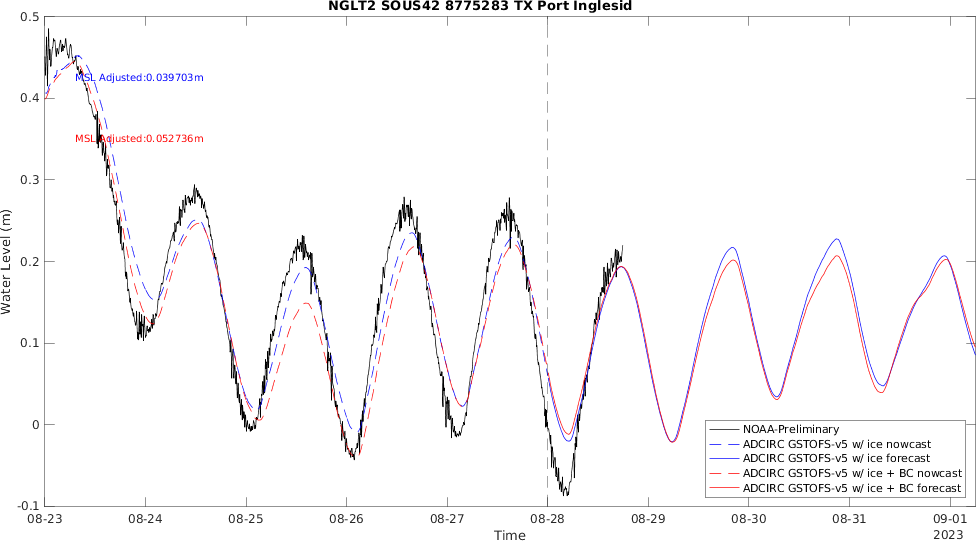 NGLT2 SOUS42 8775283 TX Port Inglesid
0.5
0.4
0.3
0.2
0.1
0
-0.1
Water Level (m)
MSL Adjusted:0.039703m
MSL Adjusted:0.052736m
NOAA-Preliminary
ADCIRC GSTOFS-v5 w/ ice nowcast
ADCIRC GSTOFS-v5 w/ ice forecast
ADCIRC GSTOFS-v5 w/ ice + BC nowcast
ADCIRC GSTOFS-v5 w/ ice + BC forecast
08-23 08-24 08-25 08-26 08-27 08-28 08-29 08-30 08-31 09-01
Time 2023